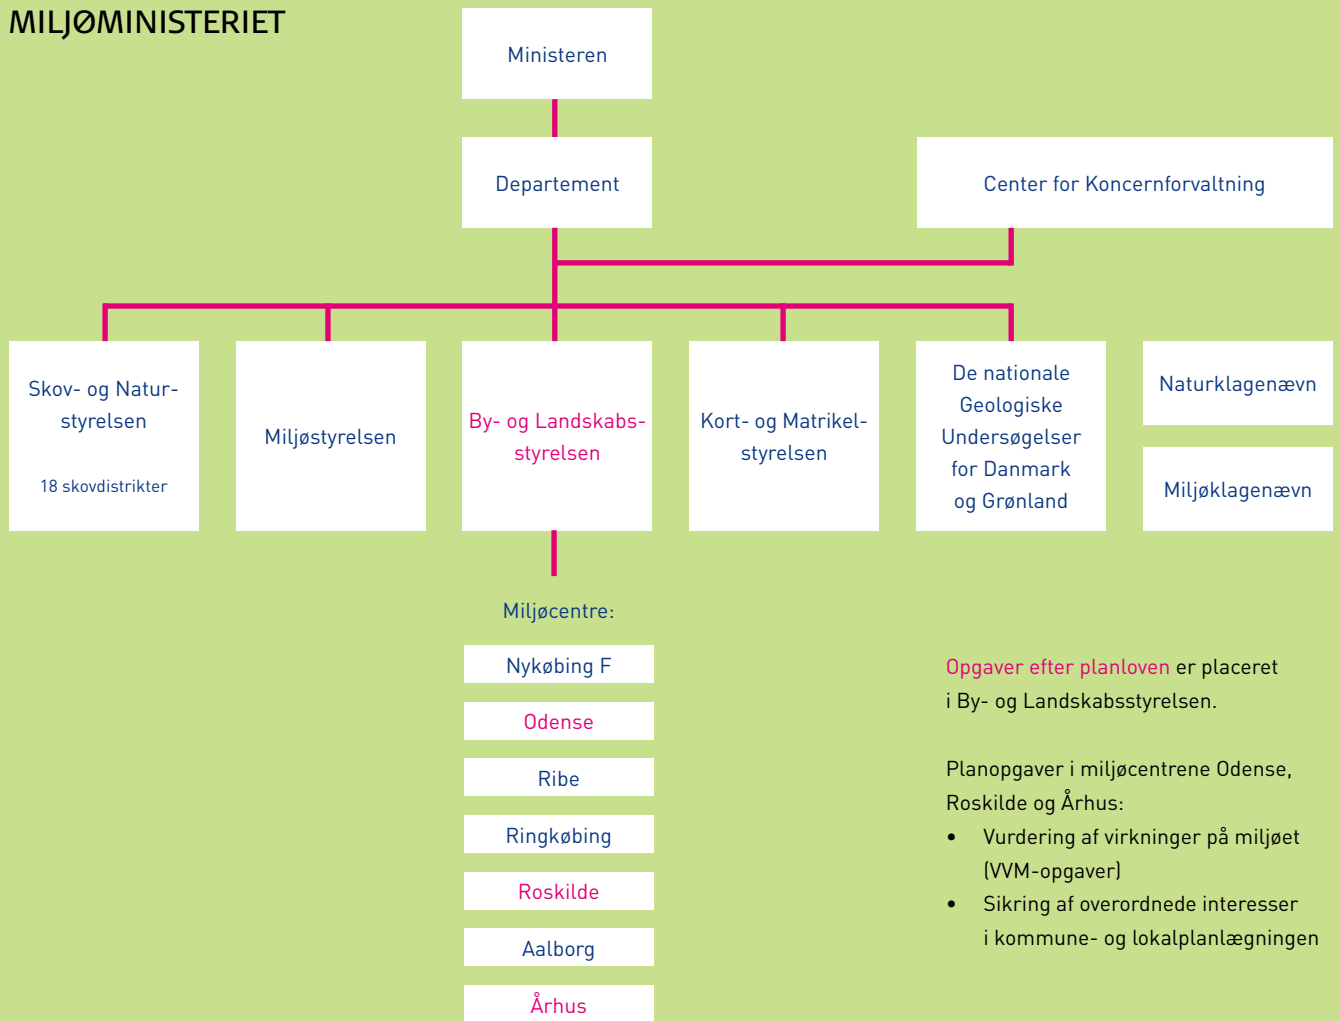 MILJØMINISTERIET
Ministeren
Departement
Center for Koncernforvaltning
Skov- og Natur-
styrelsen
18 skovdistrikter
Miljøstyrelsen
By- og Landskabs-
styrelsen
Kort- og Matrikel-
styrelsen
De nationale
Geologiske
Undersøgelser
for Danmark
og Grønland
Naturklagenævn
Miljøklagenævn
Miljøcentre:
Nykøbing F
Odense
Ribe
Ringkøbing
Roskilde
Aalborg
Århus
Opgaver efter planloven er placeret
i By- og Landskabsstyrelsen.
Planopgaver i miljøcentrene Odense,
Roskilde og Århus:
• Vurdering af virkninger på miljøet
(VVM-opgaver)
• Sikring af overordnede interesser
i kommune- og lokalplanlægningen